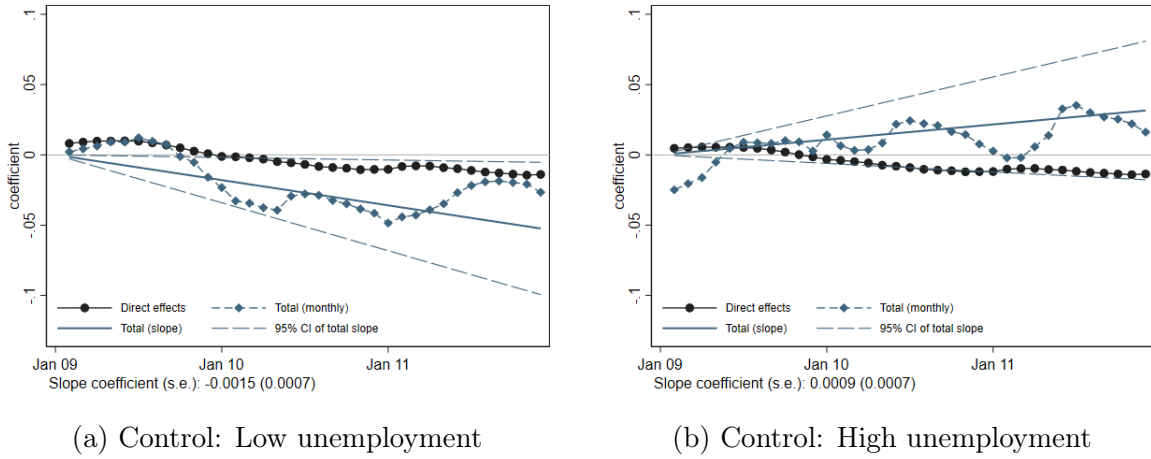 .1
.05
0
-.05
-.1
coefficient
Direct effects
Total (monthly)
Total (slope)
95% CI of total slope
Jan 09
Jan 10
Jan 11
Slope coefficient (s.e.): -0.0015 (0.0007)
(a) Control: Low unemployment
.1
.05
0
-.05
-.1
coefficient
Direct effects
Total (monthly)
Total (slope)
95% CI of total slope
Jan 09
Jan 10
Jan 11
Slope coefficient (s.e.): 0.0009 (0.0007)
(b) Control: High unemployment